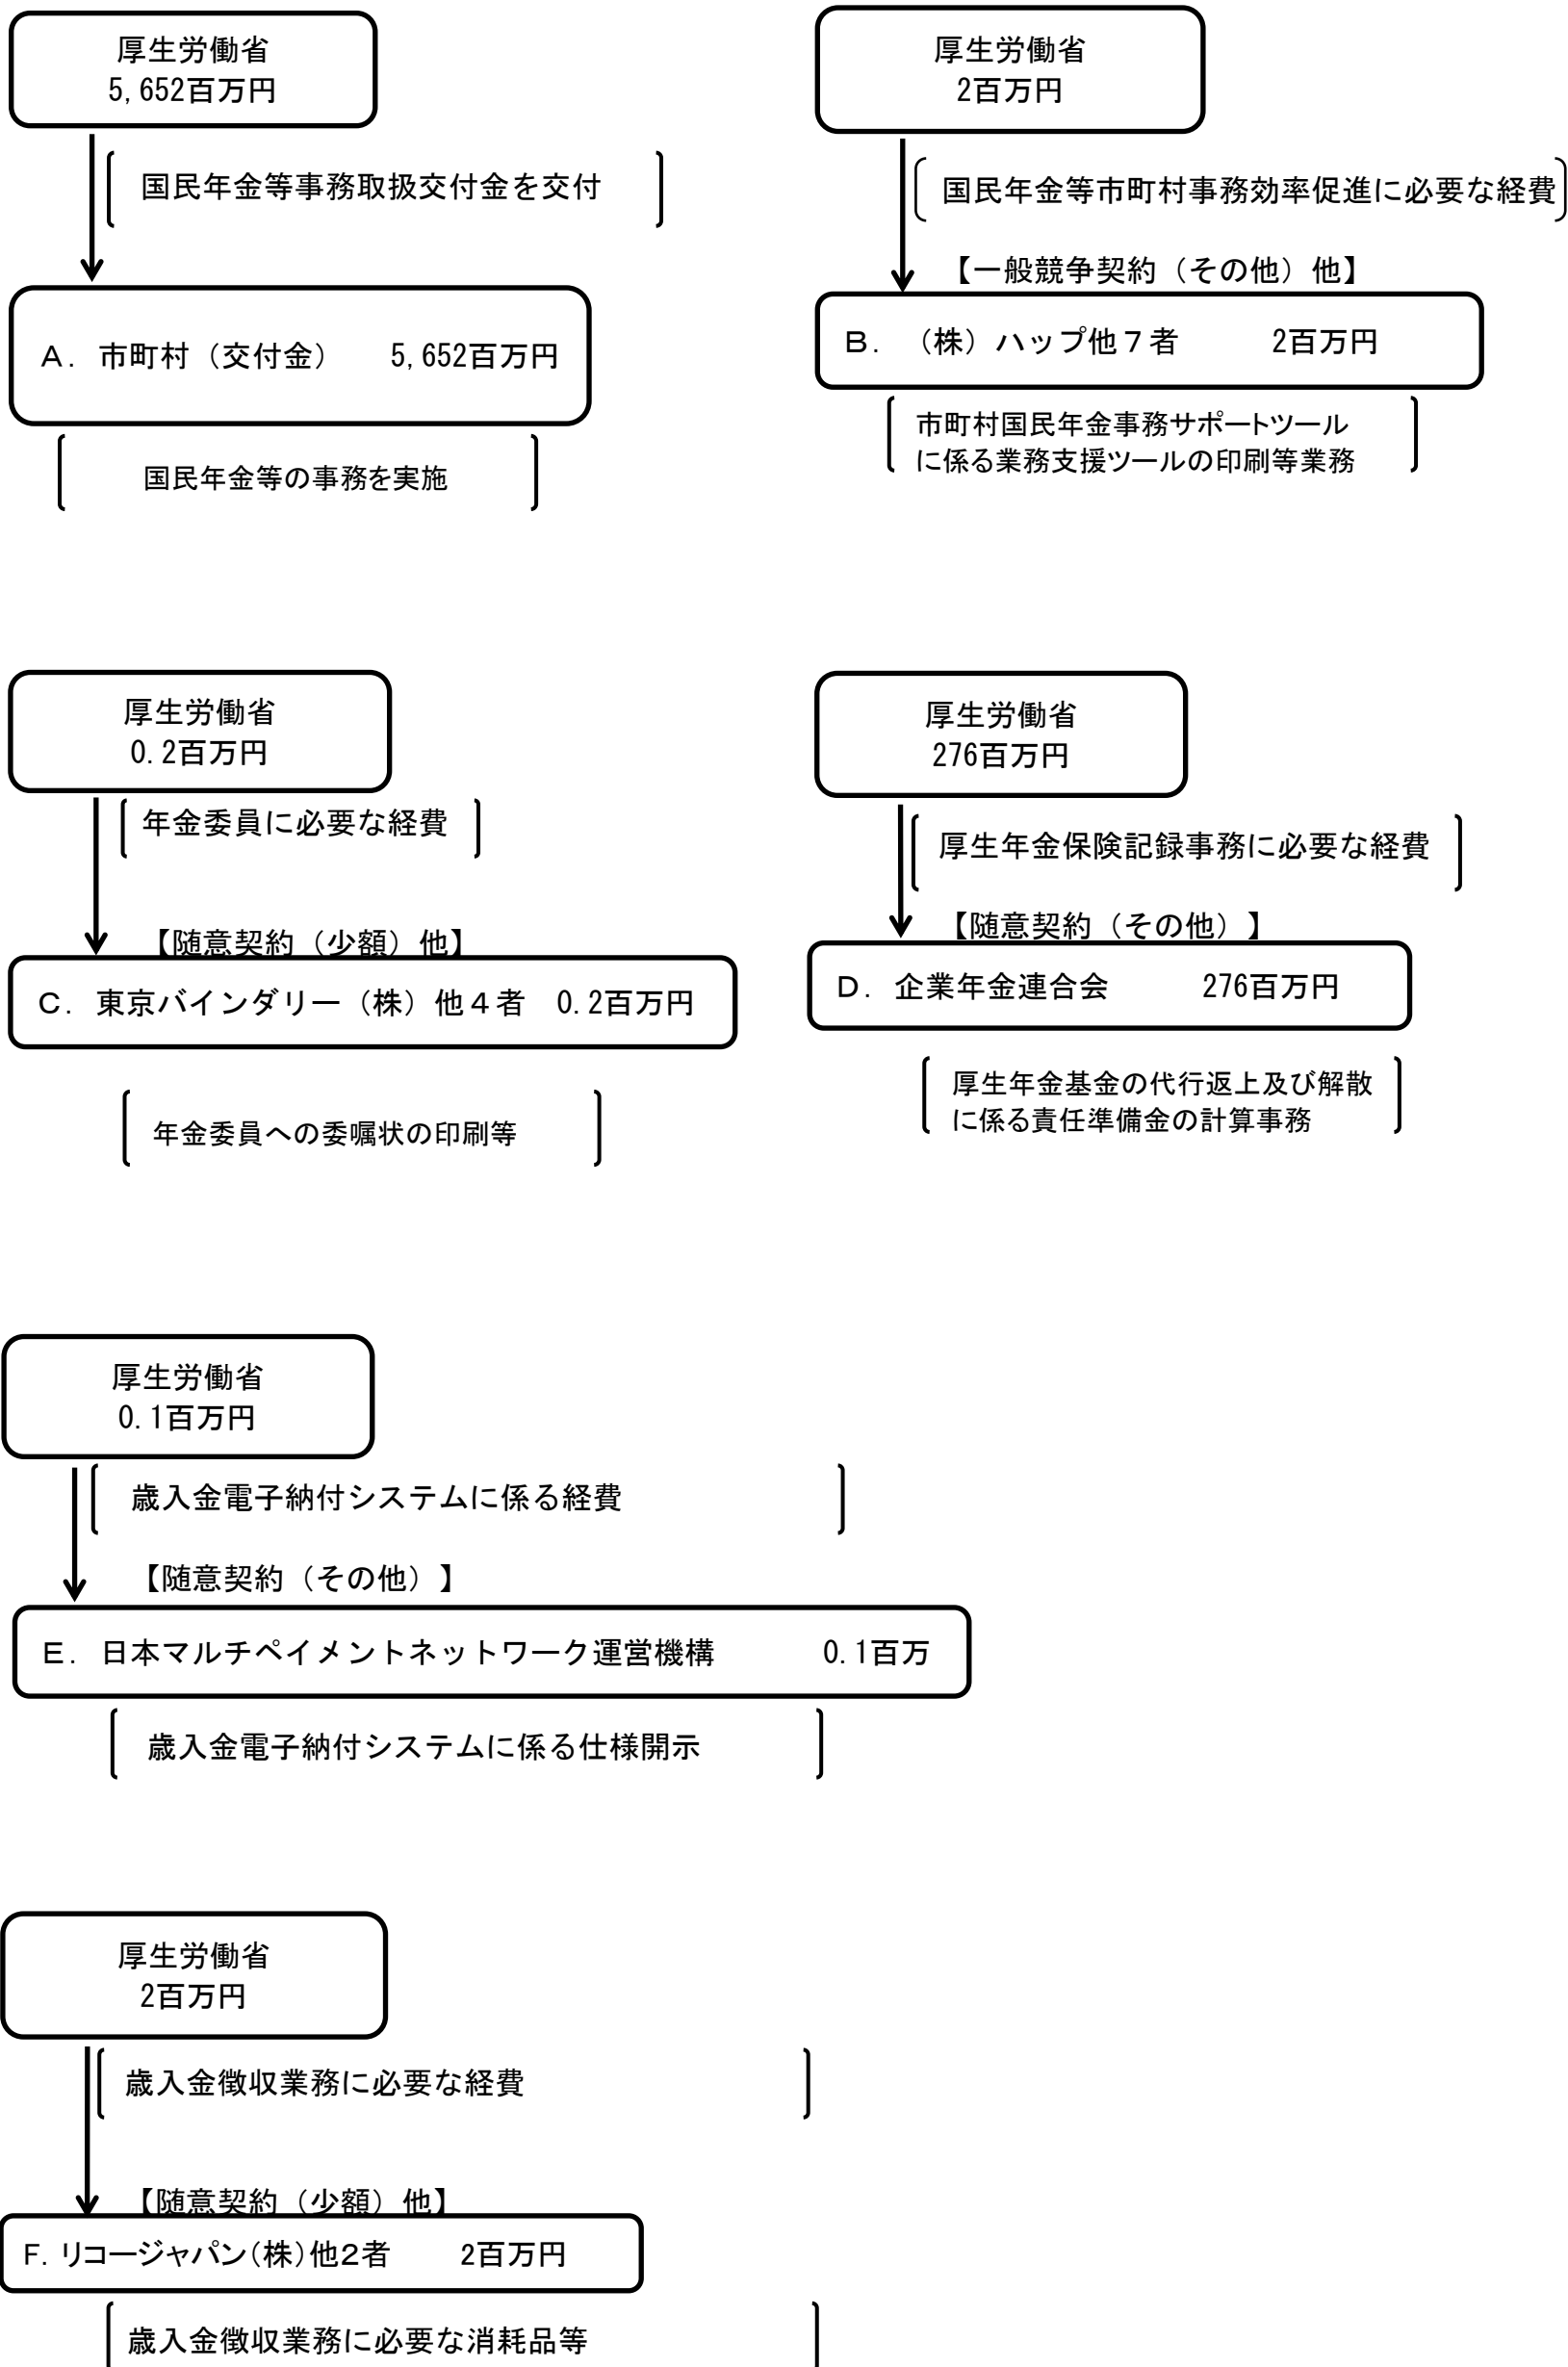 厚生労働省
5,652百万円
国民年金等事務取扱交付金を交付
Ａ．市町村（交付金）　　5,652百万円
国民年金等の事務を実施
厚生労働省
2百万円
国民年金等市町村事務効率促進に必要な経費
【一般競争契約（その他）他】
Ｂ．（株）ハップ他７者　　　2百万円
市町村国民年金事務サポートツール
に係る業務支援ツールの印刷等業務
厚生労働省
0.2百万円
年金委員に必要な経費
【随意契約（少額）他】
Ｃ．東京バインダリー（株）他４者　0.2百万円
年金委員への委嘱状の印刷等
厚生労働省
276百万円
厚生年金保険記録事務に必要な経費
【随意契約（その他）】
Ｄ．企業年金連合会　　　276百万円
厚生年金基金の代行返上及び解散
に係る責任準備金の計算事務
厚生労働省
0.1百万円
歳入金電子納付システムに係る経費
【随意契約（その他）】
Ｅ．日本マルチペイメントネットワーク運営機構　　　0.1百万
歳入金電子納付システムに係る仕様開示
厚生労働省
2百万円
歳入金徴収業務に必要な経費
【随意契約（少額）他】
F. リコージャパン(株)他2者　　2百万円
歳入金徴収業務に必要な消耗品等